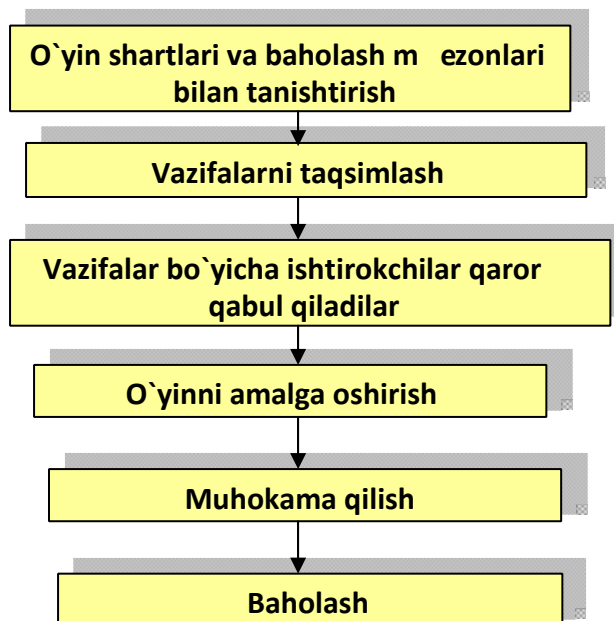 O`yin shartlari va baholash m ezonlari
bilan tanishtirish
Vazifalarni taqsimlash
Vazifalar bo`yicha ishtirokchilar qaror
qabul qiladilar
O`yinni amalga oshirish
Muhokama qilish
Baholash